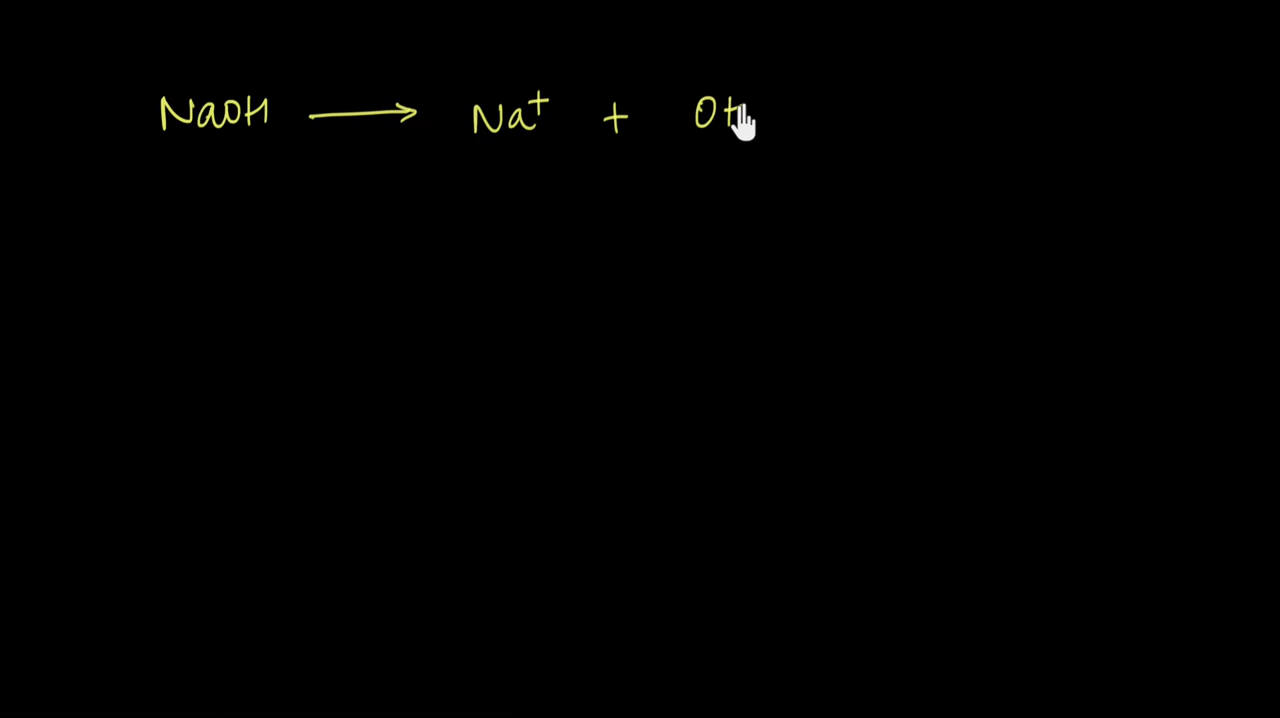 NaOH ⟶ Na⁺ + O